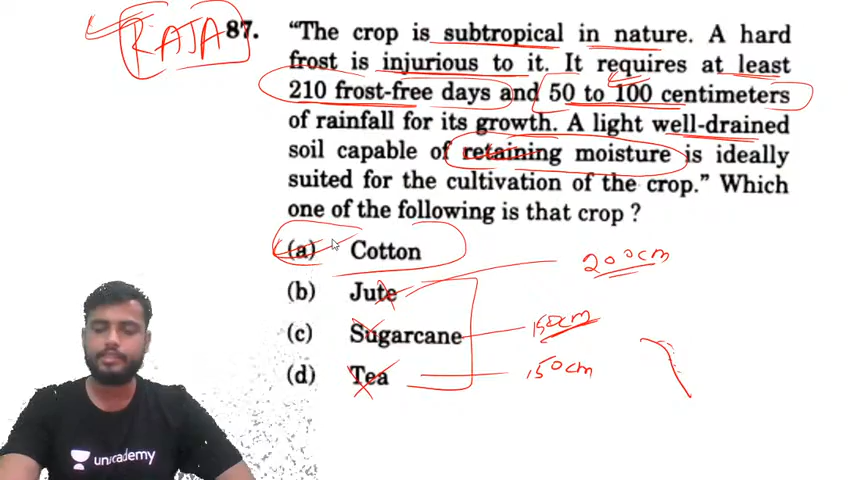 RAJA
87. "The crop is subtropical in nature. A hard
frost is injurious to it. It requires at least
210 frost-free days and 50 to 100 centimeters
of rainfall for its growth. A light well-drained
soil capable of retaining moisture is ideally
suited for the cultivation of the crop." Which
one of the following is that crop ?
(a) Cotton
200cm
(b) Jute
150cm
(c) Sugarcane
(d) Tea
150cm
unacademy